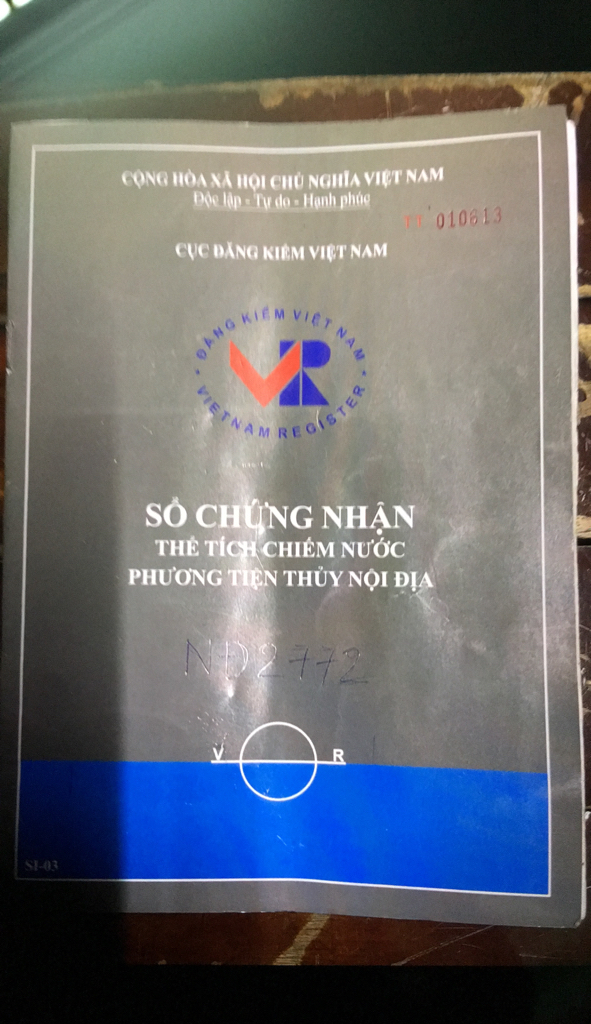 CỘNG HÒA XÃ HỘI CHỦ NGHĨA VIỆT NAM
Độc lập - Tự do - Hạnh phúc
TT 010613
CỤC ĐĂNG KIỂM VIỆT NAM
ĐĂNG KIỂM VIỆT NAM
VR
VIETNAM REGISTER
SỔ CHỨNG NHẬN
THỂ TÍCH CHIẾM NƯỚC
PHƯƠNG TIỆN THỦY NỘI ĐỊA
NĐ2772
V R
SI-03